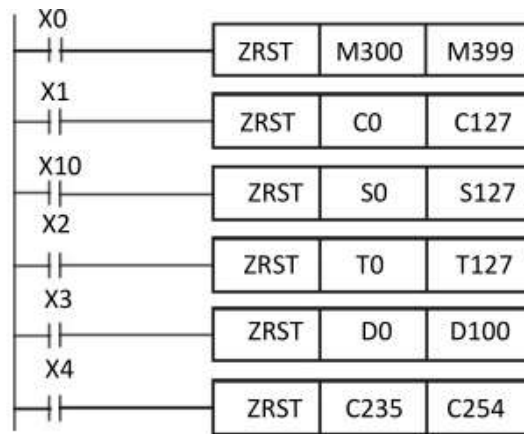 X0
ZRST M300 M399
X1
ZRST C0 C127
X10
ZRST S0 S127
X2
ZRST T0 T127
X3
ZRST D0 D100
X4
ZRST C235 C254